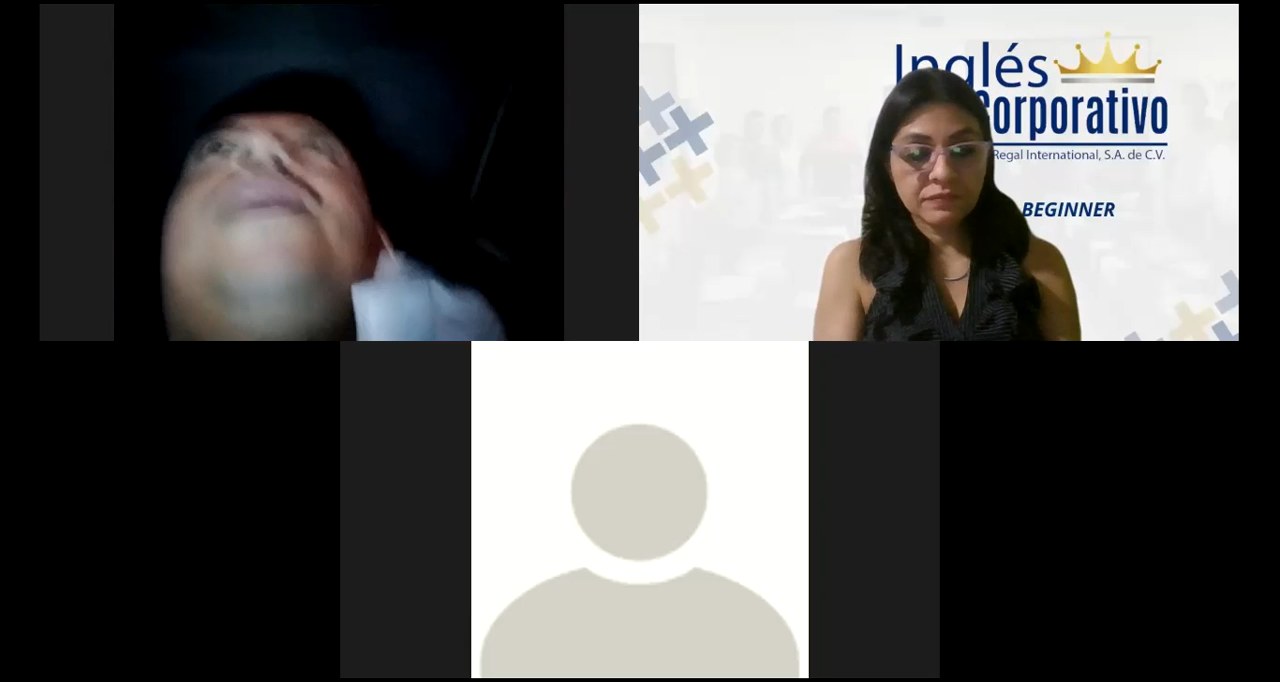 Inglés
Corporativo
Regal International, S.A. de C.V.
BEGINNER